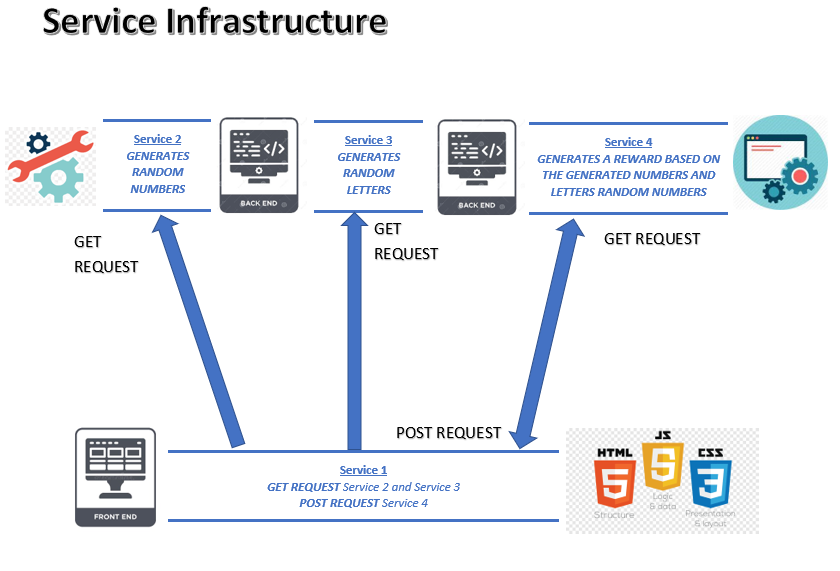 Service Infrastructure
Service 2
GENERATES
RANDOM
NUMBERS
BACK END
Service 3
GENERATES
RANDOM
LETTERS
BACK END
Service 4
GENERATES A REWARD BASED ON
THE GENERATED NUMBERS AND
LETTERS RANDOM NUMBERS
GET
REQUEST
GET
REQUEST
GET REQUEST
POST REQUEST
FRONT END
Service 1
GET REQUEST Service 2 and Service 3
POST REQUEST Service 4
HTML
5
Structure
JS
5
Logic
& data
CSS
3
Presentation
& layout